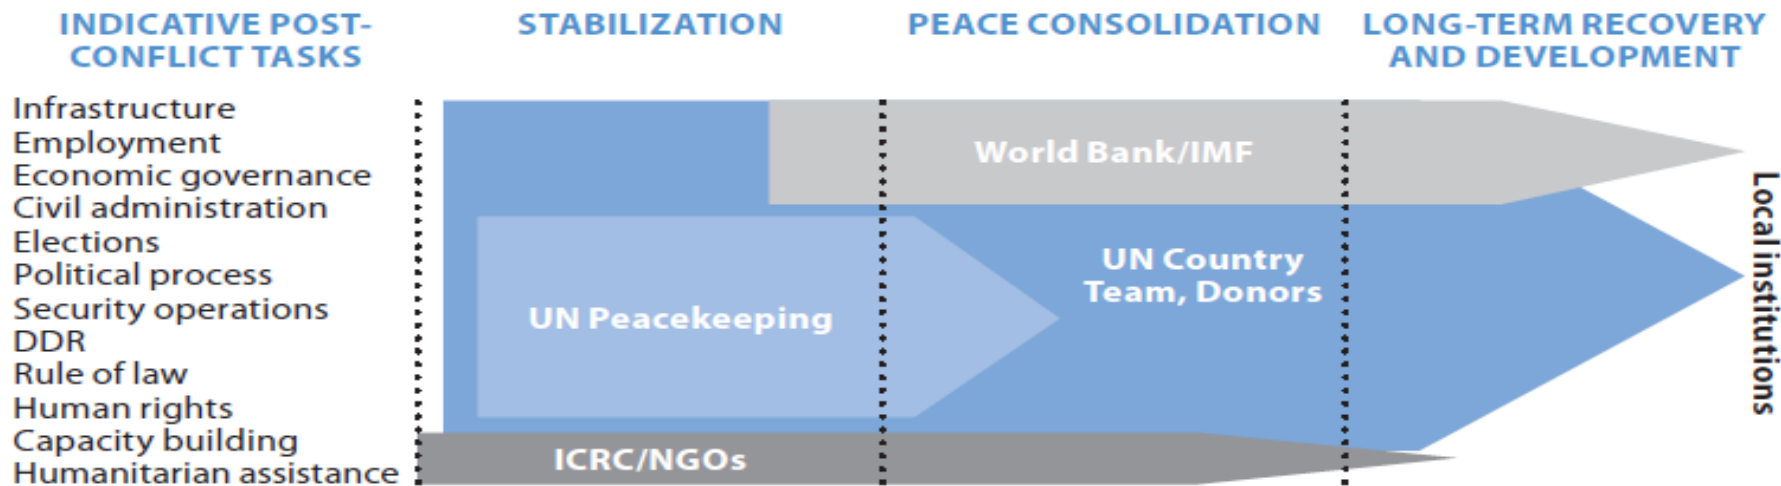 INDICATIVE POST-
CONFLICT TASKS
STABILIZATION
PEACE CONSOLIDATION
LONG-TERM RECOVERY
AND DEVELOPMENT
Infrastructure
Employment
Economic governance
Civil administration
Elections
Political process
Security operations
DDR
Rule of law
Human rights
Capacity building
Humanitarian assistance
World Bank/IMF
UN Country
Team, Donors
UN Peacekeeping
ICRC/NGOs
Local institutions